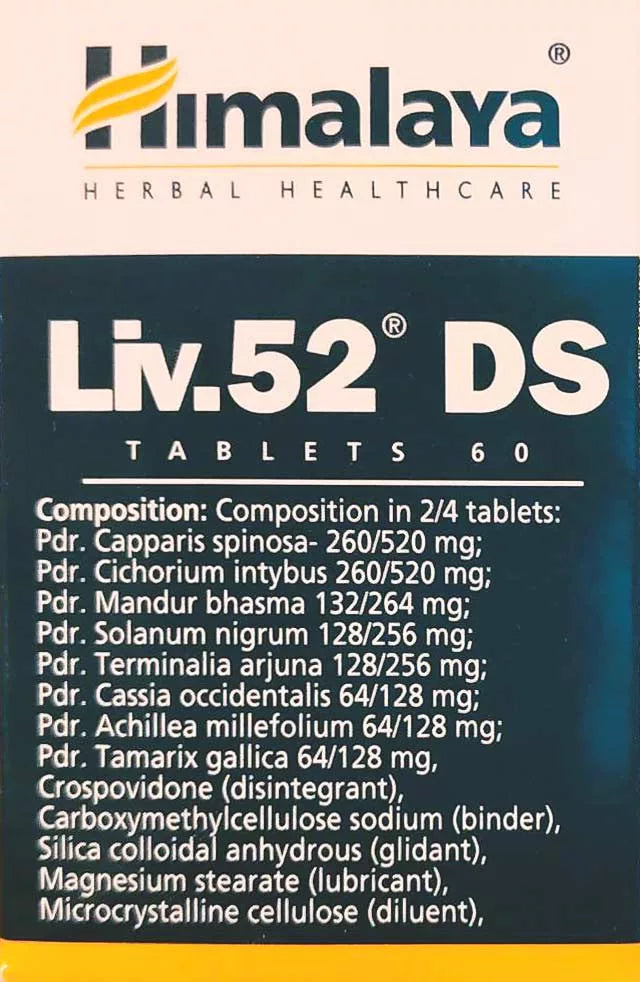 Himalaya®
HERBAL HEALTHCARE
Liv.52® DS
TABLETS 60
Composition: Composition in 2/4 tablets:
Pdr. Capparis spinosa- 260/520 mg;
Pdr. Cichorium intybus 260/520 mg;
Pdr. Mandur bhasma 132/264 mg;
Pdr. Solanum nigrum 128/256 mg;
Pdr. Terminalia arjuna 128/256 mg;
Pdr. Cassia occidentalis 64/128 mg;
Pdr. Achillea millefolium 64/128 mg;
Pdr. Tamarix gallica 64/128 mg,
Crospovidone (disintegrant),
Carboxymethylcellulose sodium (binder),
Silica colloidal anhydrous (glidant),
Magnesium stearate (lubricant),
Microcrystalline cellulose (diluent),